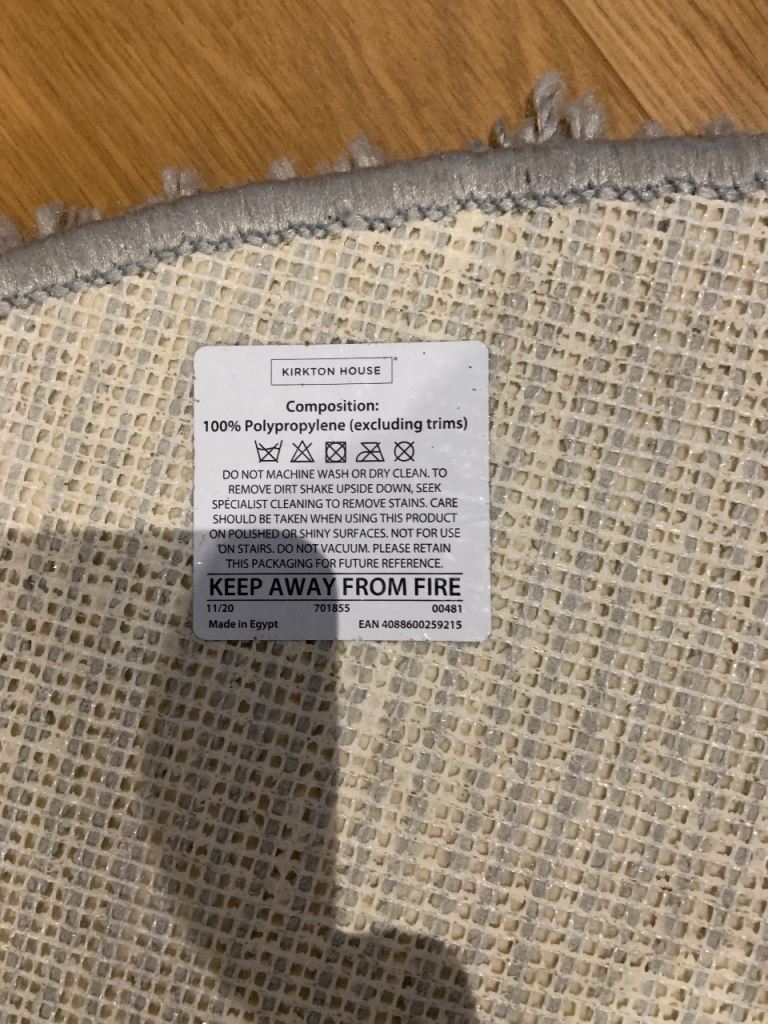 KIRKTON HOUSE
Composition:
100% Polypropylene (excluding trims)
DO NOT MACHINE WASH OR DRY CLEAN. TO
REMOVE DIRT SHAKE UPSIDE DOWN, SEEK
SPECIALIST CLEANING TO REMOVE STAINS. CARE
SHOULD BE TAKEN WHEN USING THIS PRODUCT
ON POLISHED OR SHINY SURFACES. NOT FOR USE
ON STAIRS. DO NOT VACUUM. PLEASE RETAIN
THIS PACKAGING FOR FUTURE REFERENCE.
KEEP AWAY FROM FIRE
11/20 701855 00481
Made in Egypt EAN 4088600259215